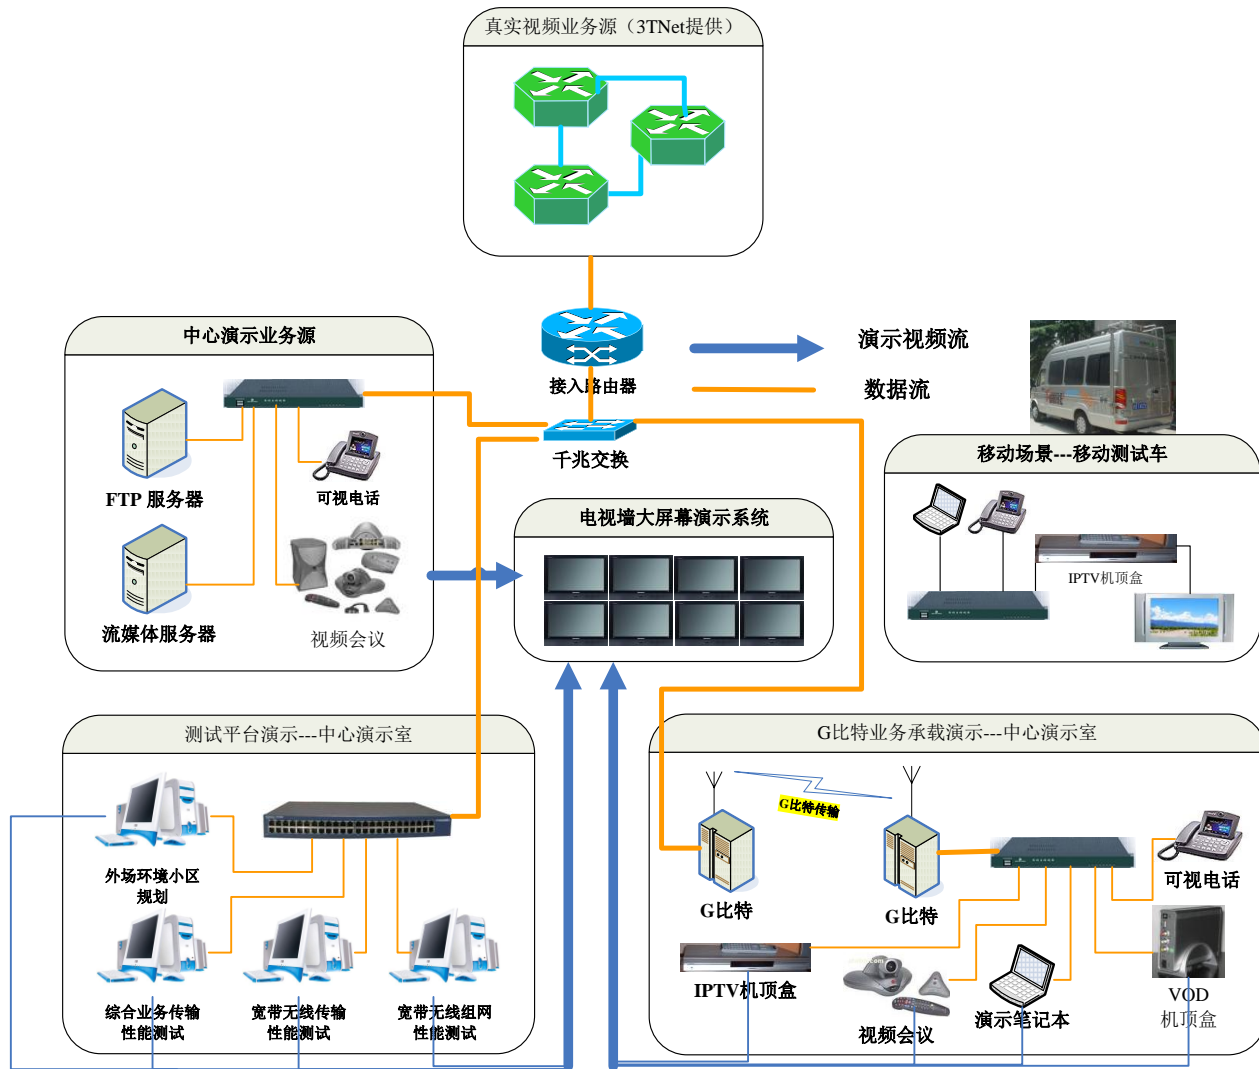 真实视频业务源（3TNet提供）
中心演示业务源
接入路由器
演示视频流
数据流
千兆交换
FTP 服务器
可视电话
流媒体服务器
视频会议
电视墙大屏幕演示系统
移动场景---移动测试车
IPTV机顶盒
测试平台演示---中心演示室
外场环境小区
规划
综合业务传输
性能测试
宽带无线传输
性能测试
宽带无线组网
性能测试
G比特业务承载演示---中心演示室
G比特传输
G比特
G比特
可视电话
IPTV机顶盒
视频会议
演示笔记本
VOD
机顶盒